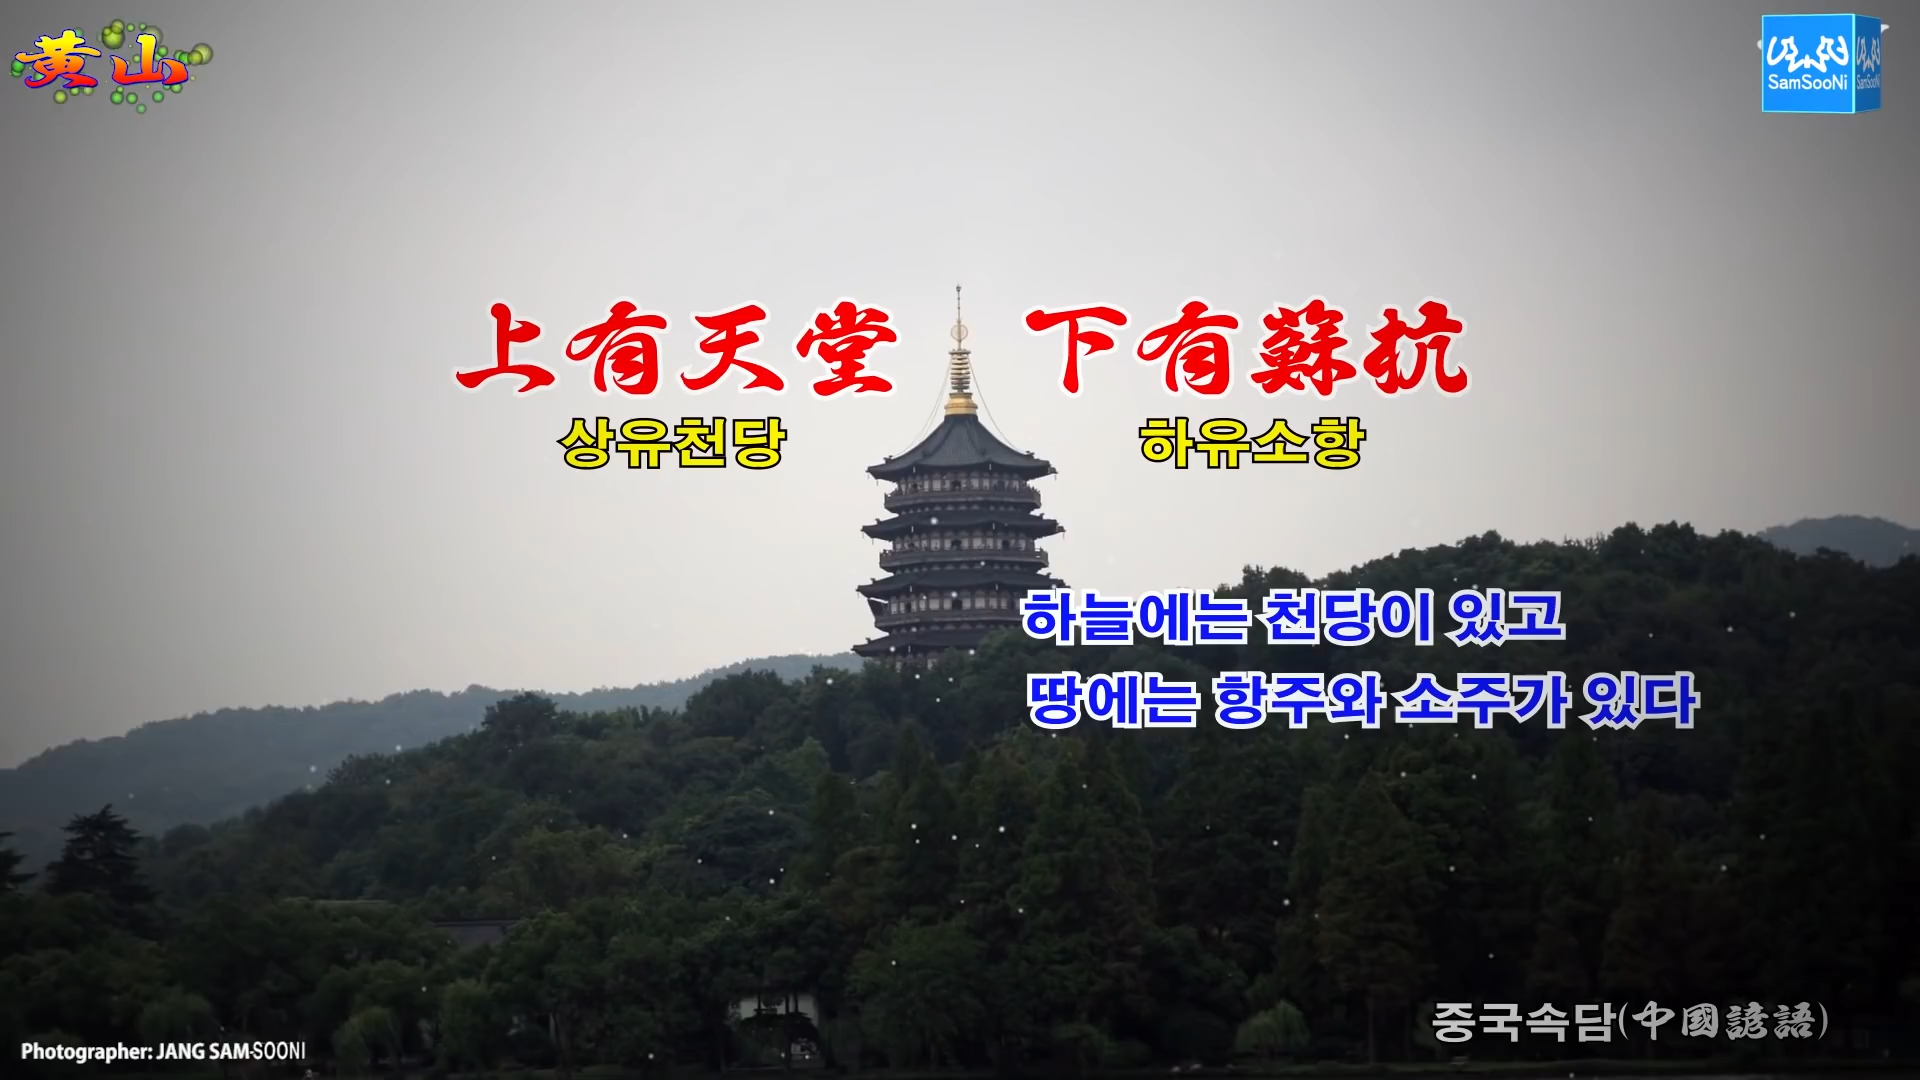 黄山
SamSooNi
SamSooNi
上有天堂 下有蘇杭
상유천당 하유소항
하늘에는 천당이 있고
땅에는 항주와 소주가 있다
중국속담(中國諺語)
Photographer: JANG SAM-SOONI